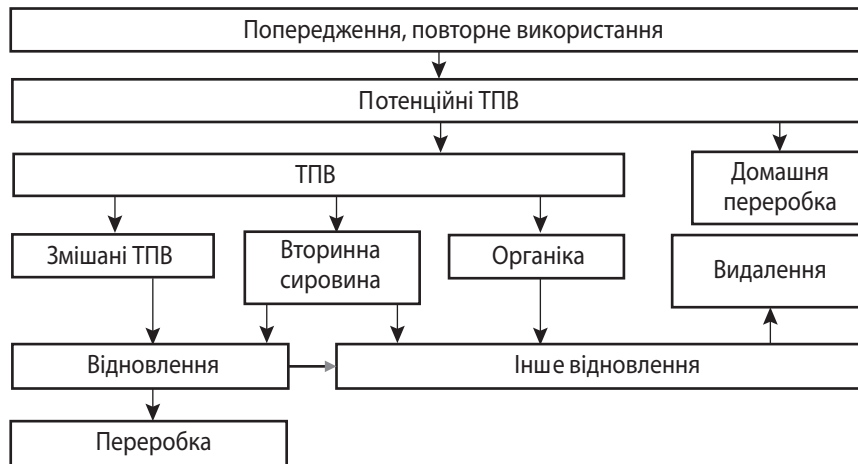 Попередження, повторне використання
Потенційні ТПВ
ТПВ
Домашня
переробка
Змішані ТПВ
Вторинна
сировина
Органіка
Видалення
Відновлення
Інше відновлення
Переробка